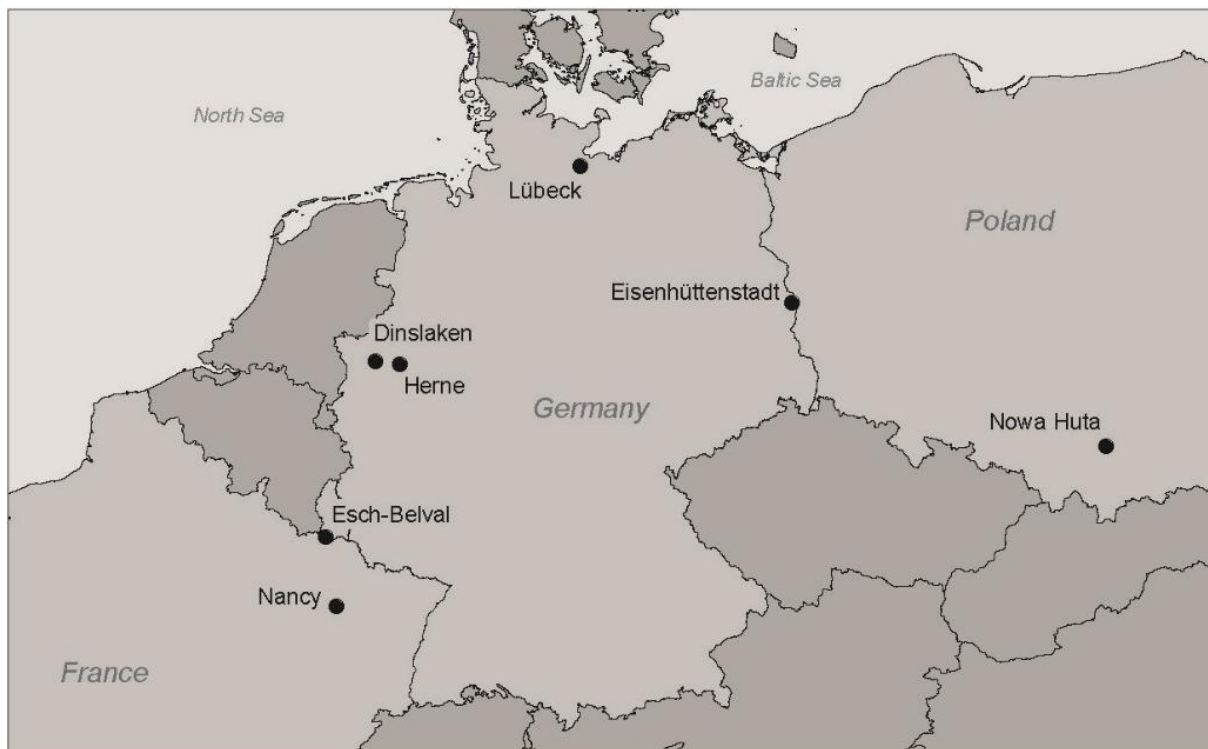 Baltic Sea
North Sea
Lübeck
Poland
Eisenhüttenstadt
Dinslaken
Herne
Germany
Nowa Huta
Esch-Belval
Nancy
France